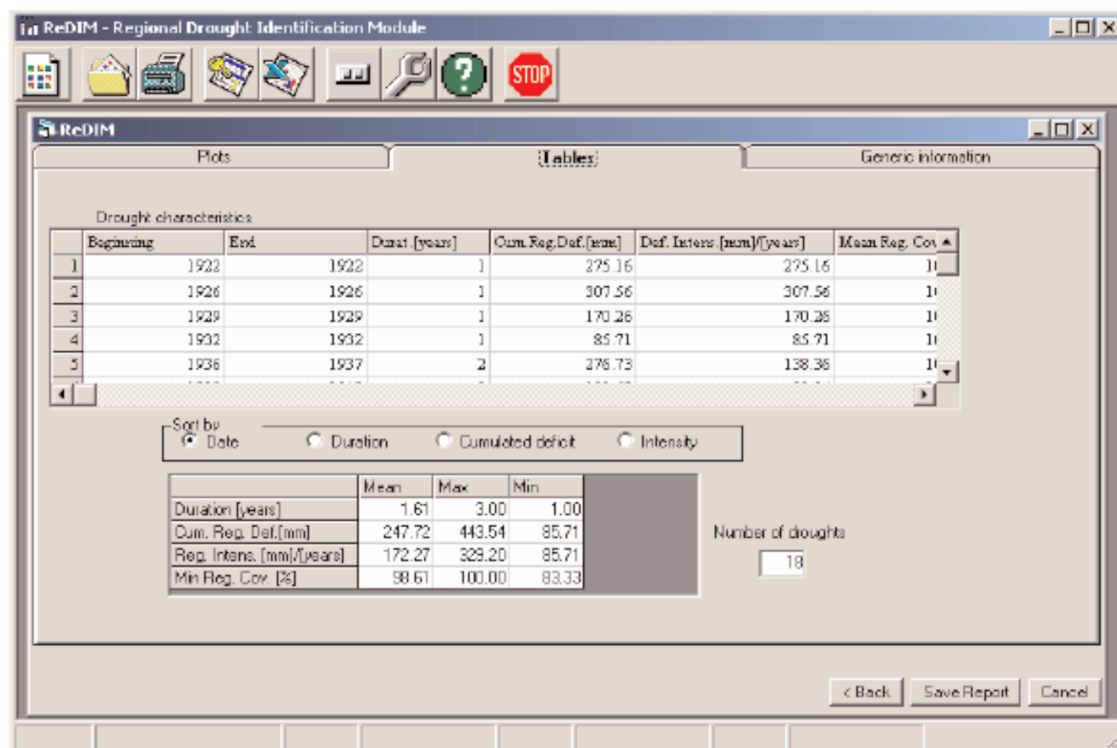 ReDIM - Regional Drought Identification Module
STOP
ReDIM
Plots Tables Generic information
Drought characteristics
Beginning End Durat.[years] Cum.Reg.Def.[mm] Def. Intens.[mm]/[years] Mean Reg. Cov
1 1922 1922 1 275.16 275.16
2 1926 1926 1 307.56 307.56
3 1929 1929 1 170.26 170.26
4 1932 1932 1 85.71 85.71
5 1936 1937 2 276.73 138.36
Sort by
Date Duration Cumulated deficit Intensity
Mean Max Min
Duration [years] 1.61 3.00 1.00
Cum. Reg. Def.[mm] 247.72 443.54 85.71
Reg. Intens. [mm]/[years] 172.27 329.20 85.71
Min Reg. Cov. [%] 98.61 100.00 83.33
Number of droughts
18
< Back Save Report Cancel